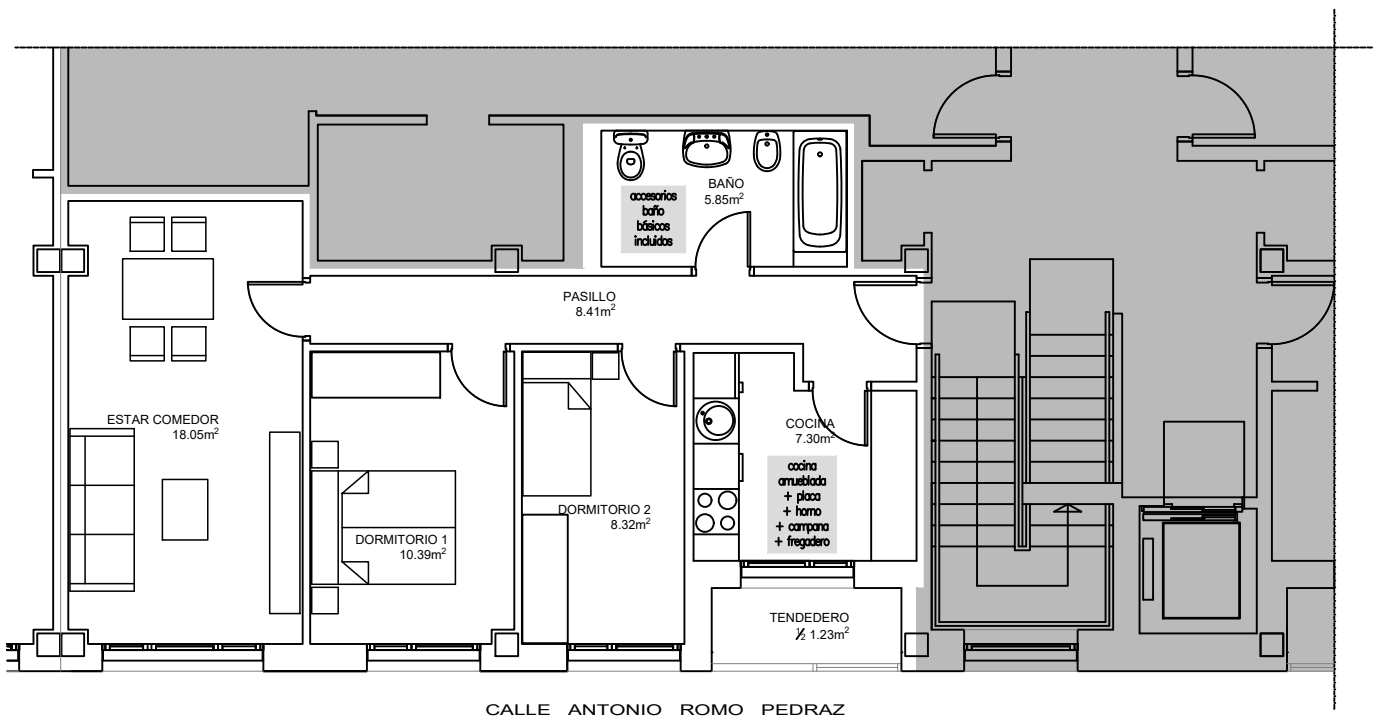 BAÑO
5.85m²
accesorios
baño
básicos
incluidos
PASILLO
8.41m²
ESTAR COMEDOR
18.05m²
COCINA
7.30m²
cocina
amueblada
+ placa
+ horno
+ campana
+ fregadero
DORMITORIO 2
8.32m²
DORMITORIO 1
10.39m²
TENDEDERO
½ 1.23m²
CALLE ANTONIO ROMO PEDRAZ